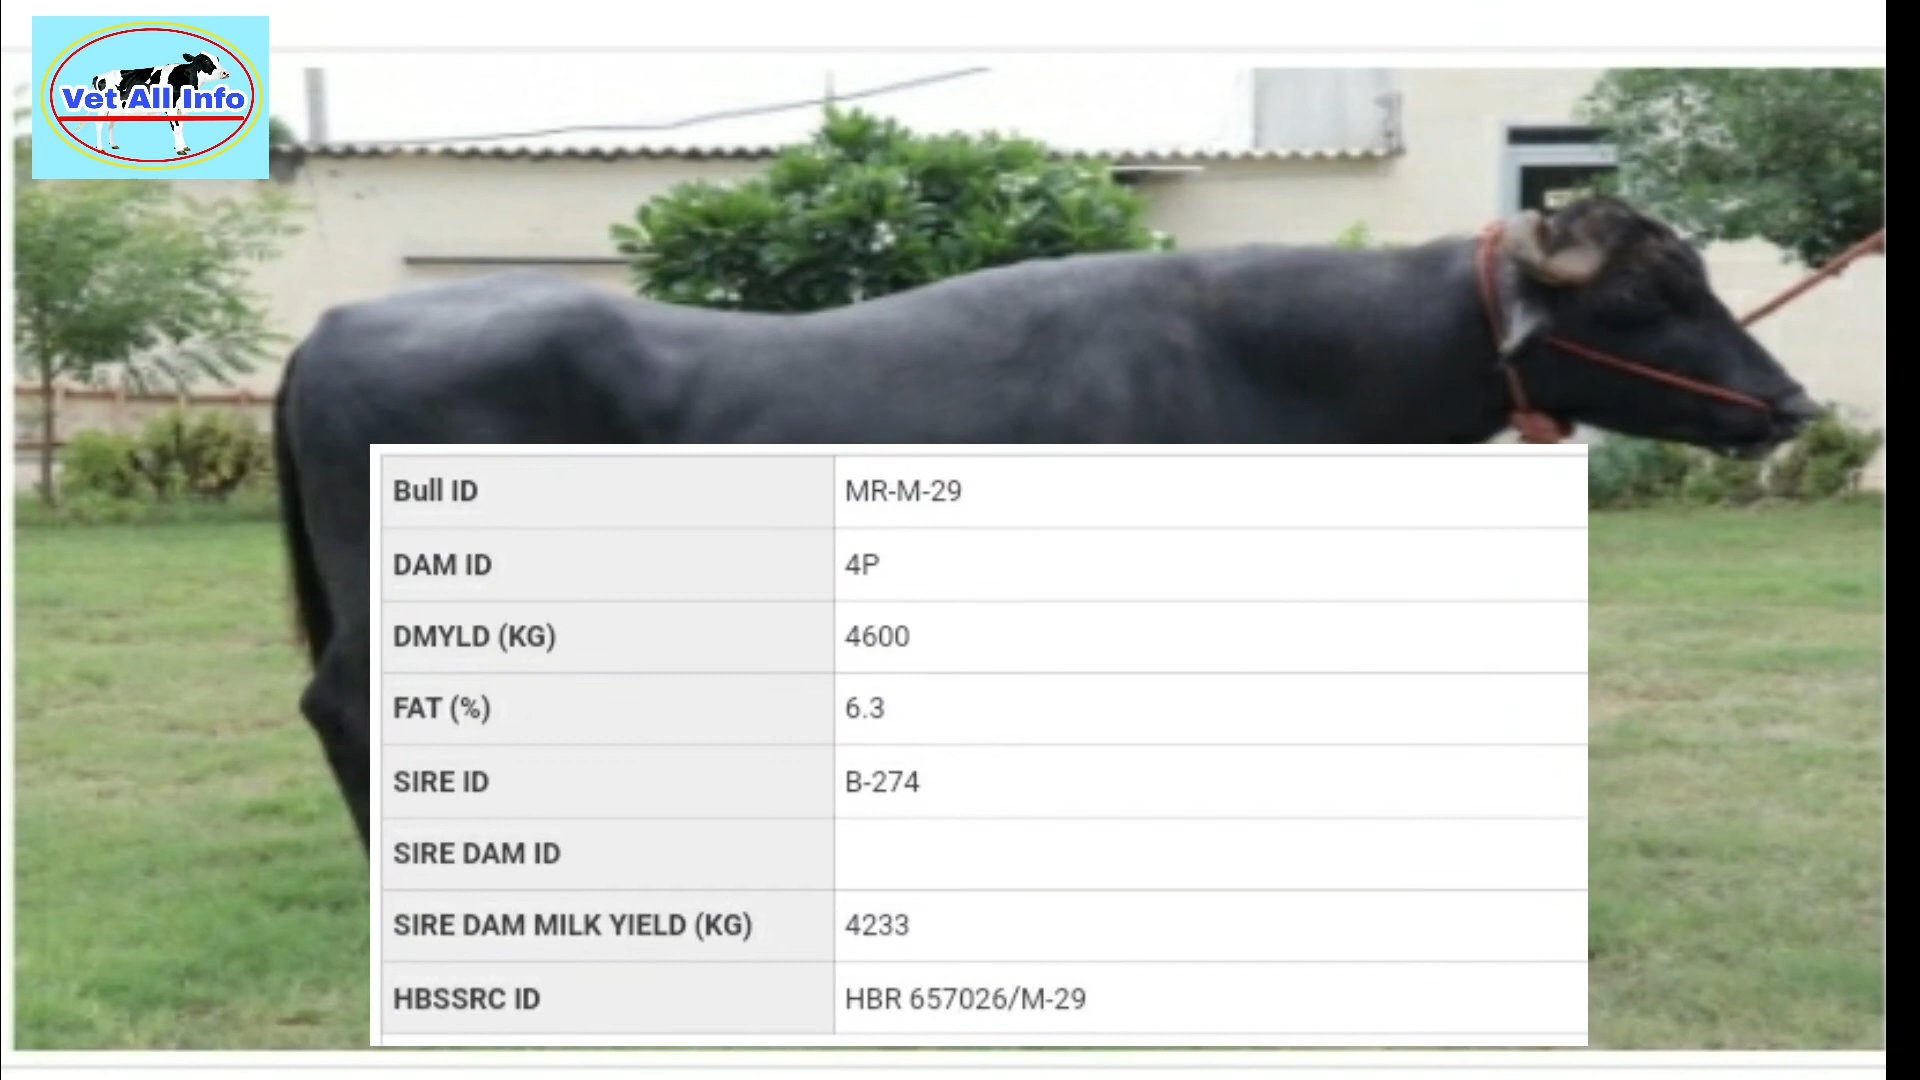 Vet All Info
Bull ID MR-M-29
DAM ID 4P
DMYLD (KG) 4600
FAT (%) 6.3
SIRE ID B-274
SIRE DAM ID
SIRE DAM MILK YIELD (KG) 4233
HBSSRC ID HBR 657026/M-29